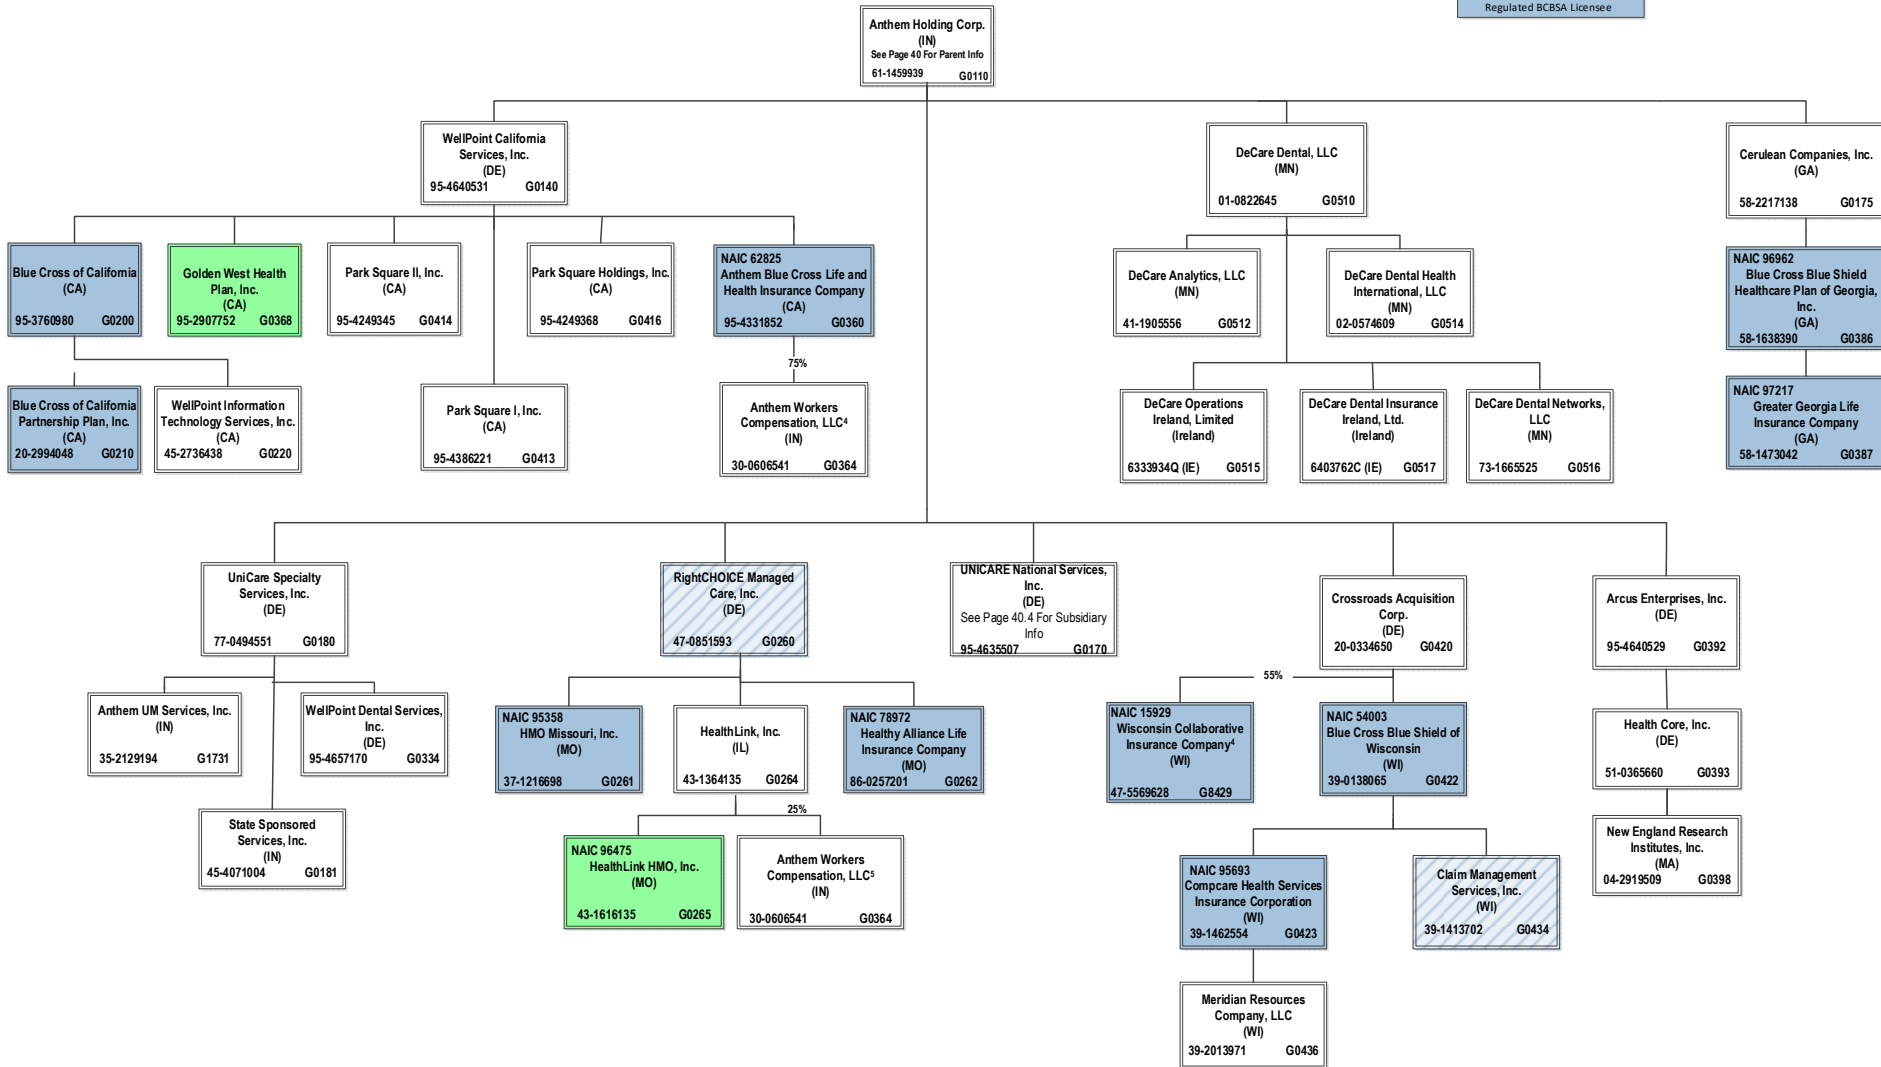 Regulated BCBSA Licensee
Anthem Holding Corp.
(IN)
See Page 40 For Parent Info
61-1459939 G0110
WellPoint California
Services, Inc.
(DE)
95-4640531 G0140
DeCare Dental, LLC
(MN)
01-0822645 G0510
Cerulean Companies, Inc.
(GA)
58-2217138 G0175
Blue Cross of California
(CA)
95-3760980 G0200
Golden West Health
Plan, Inc.
(CA)
95-2907752 G0368
Park Square II, Inc.
(CA)
95-4249345 G0414
Park Square Holdings, Inc.
(CA)
95-4249368 G0416
NAIC 62825
Anthem Blue Cross Life and
Health Insurance Company
(CA)
95-4331852 G0360
DeCare Analytics, LLC
(MN)
41-1905556 G0512
DeCare Dental Health
International, LLC
(MN)
02-0574609 G0514
NAIC 96962
Blue Cross Blue Shield
Healthcare Plan of Georgia,
Inc.
(GA)
58-1638390 G0386
75%
Blue Cross of California
Partnership Plan, Inc.
(CA)
20-2994048 G0210
WellPoint Information
Technology Services, Inc.
(CA)
45-2736438 G0220
Park Square I, Inc.
(CA)
95-4386221 G0413
Anthem Workers
Compensation, LLC⁴
(IN)
30-0606541 G0364
DeCare Operations
Ireland, Limited
(Ireland)
6333934Q (IE) G0515
DeCare Dental Insurance
Ireland, Ltd.
(Ireland)
6403762C (IE) G0517
DeCare Dental Networks,
LLC
(MN)
73-1665525 G0516
NAIC 97217
Greater Georgia Life
Insurance Company
(GA)
58-1473042 G0387
UniCare Specialty
Services, Inc.
(DE)
77-0494551 G0180
RightCHOICE Managed
Care, Inc.
(DE)
47-0851593 G0260
UNICARE National Services,
Inc.
(DE)
See Page 40.4 For Subsidiary
Info
95-4635507 G0170
Crossroads Acquisition
Corp.
(DE)
20-0334650 G0420
Arcus Enterprises, Inc.
(DE)
95-4640529 G0392
55%
Anthem UM Services, Inc.
(IN)
35-2129194 G1731
WellPoint Dental Services,
Inc.
(DE)
95-4657170 G0334
NAIC 95358
HMO Missouri, Inc.
(MO)
37-1216698 G0261
HealthLink, Inc.
(IL)
43-1364135 G0264
NAIC 78972
Healthy Alliance Life
Insurance Company
(MO)
86-0257201 G0262
NAIC 15929
Wisconsin Collaborative
Insurance Company⁴
(WI)
47-5569628 G8429
NAIC 54003
Blue Cross Blue Shield of
Wisconsin
(WI)
39-0138065 G0422
Health Core, Inc.
(DE)
51-0365660 G0393
25%
State Sponsored
Services, Inc.
(IN)
45-4071004 G0181
NAIC 96475
HealthLink HMO, Inc.
(MO)
43-1616135 G0265
Anthem Workers
Compensation, LLC⁵
(IN)
30-0606541 G0364
NAIC 95693
Compcare Health Services
Insurance Corporation
(WI)
39-1462554 G0423
Claim Management
Services, Inc.
(WI)
39-1413702 G0434
New England Research
Institutes, Inc.
(MA)
04-2919509 G0398
Meridian Resources
Company, LLC
(WI)
39-2013971 G0436